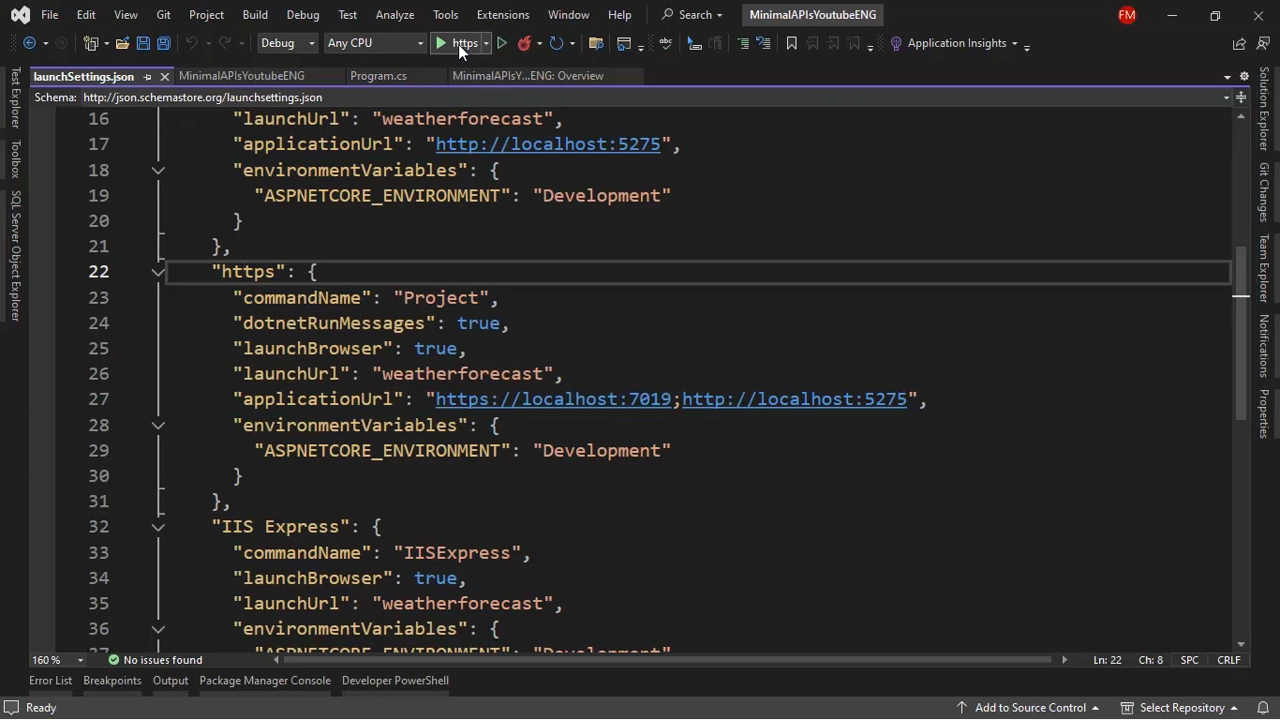 File Edit View Git Project Build Debug Test Analyze Tools Extensions Window Help Search MinimalAPIsYoutubeENG FM
Debug Any CPU https Application Insights
launchSettings.json MinimalAPIsYoutubeENG Program.cs MinimalAPIsY...ENG: Overview
Schema: http://json.schemastore.org/launchsettings.json
16 "launchUrl": "weatherforecast",
17 "applicationUrl": "http://localhost:5275",
18 "environmentVariables": {
19 "ASPNETCORE_ENVIRONMENT": "Development"
20 }
21 },
22 "https": {
23 "commandName": "Project",
24 "dotnetRunMessages": true,
25 "launchBrowser": true,
26 "launchUrl": "weatherforecast",
27 "applicationUrl": "https://localhost:7019;http://localhost:5275",
28 "environmentVariables": {
29 "ASPNETCORE_ENVIRONMENT": "Development"
30 }
31 },
32 "IIS Express": {
33 "commandName": "IISExpress",
34 "launchBrowser": true,
35 "launchUrl": "weatherforecast",
36 "environmentVariables": {
37 "ASPNETCORE_ENVIRONMENT": "Development"
160 % No issues found Ln: 22 Ch: 8 SPC CRLF
Error List Breakpoints Output Package Manager Console Developer PowerShell
Ready Add to Source Control Select Repository
Test Explorer
Toolbox
SQL Server Object Explorer
Solution Explorer
Git Changes
Team Explorer
Notifications
Properties